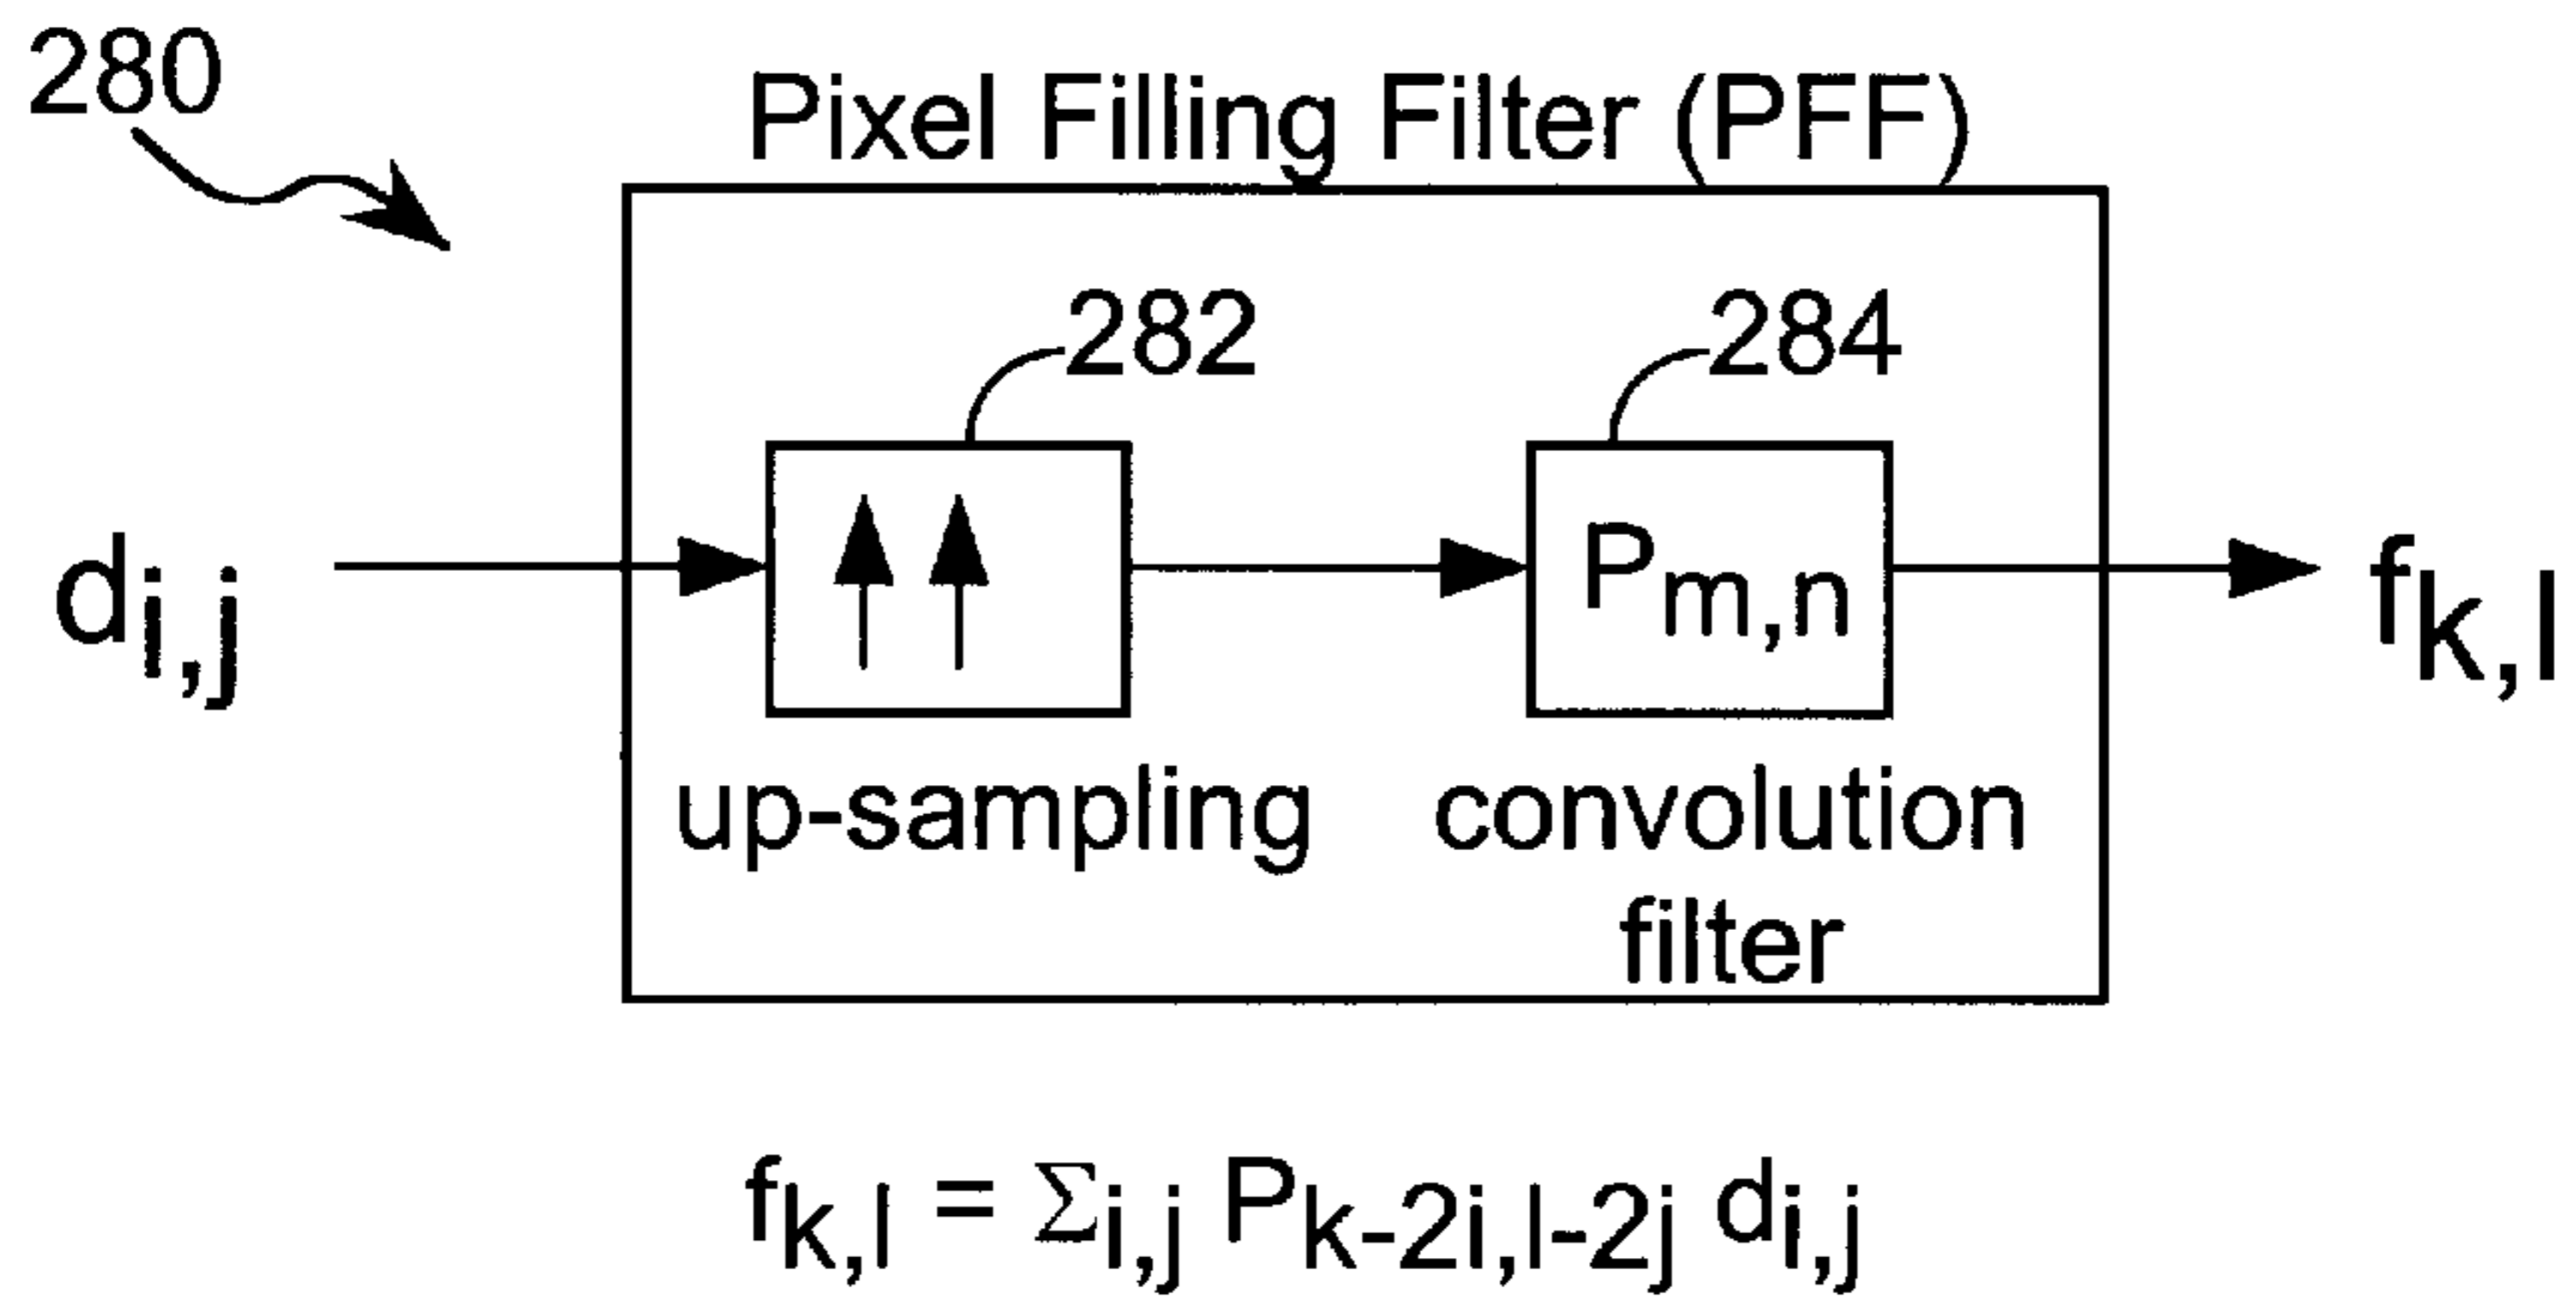 280
Pixel Filling Filter (PFF)
282
284
d_{i,j}
P_{m,n}
f_{k,l}
up-sampling
convolution
filter
f_{k,l} = Σ_{i,j} P_{k-2i,l-2j} d_{i,j}